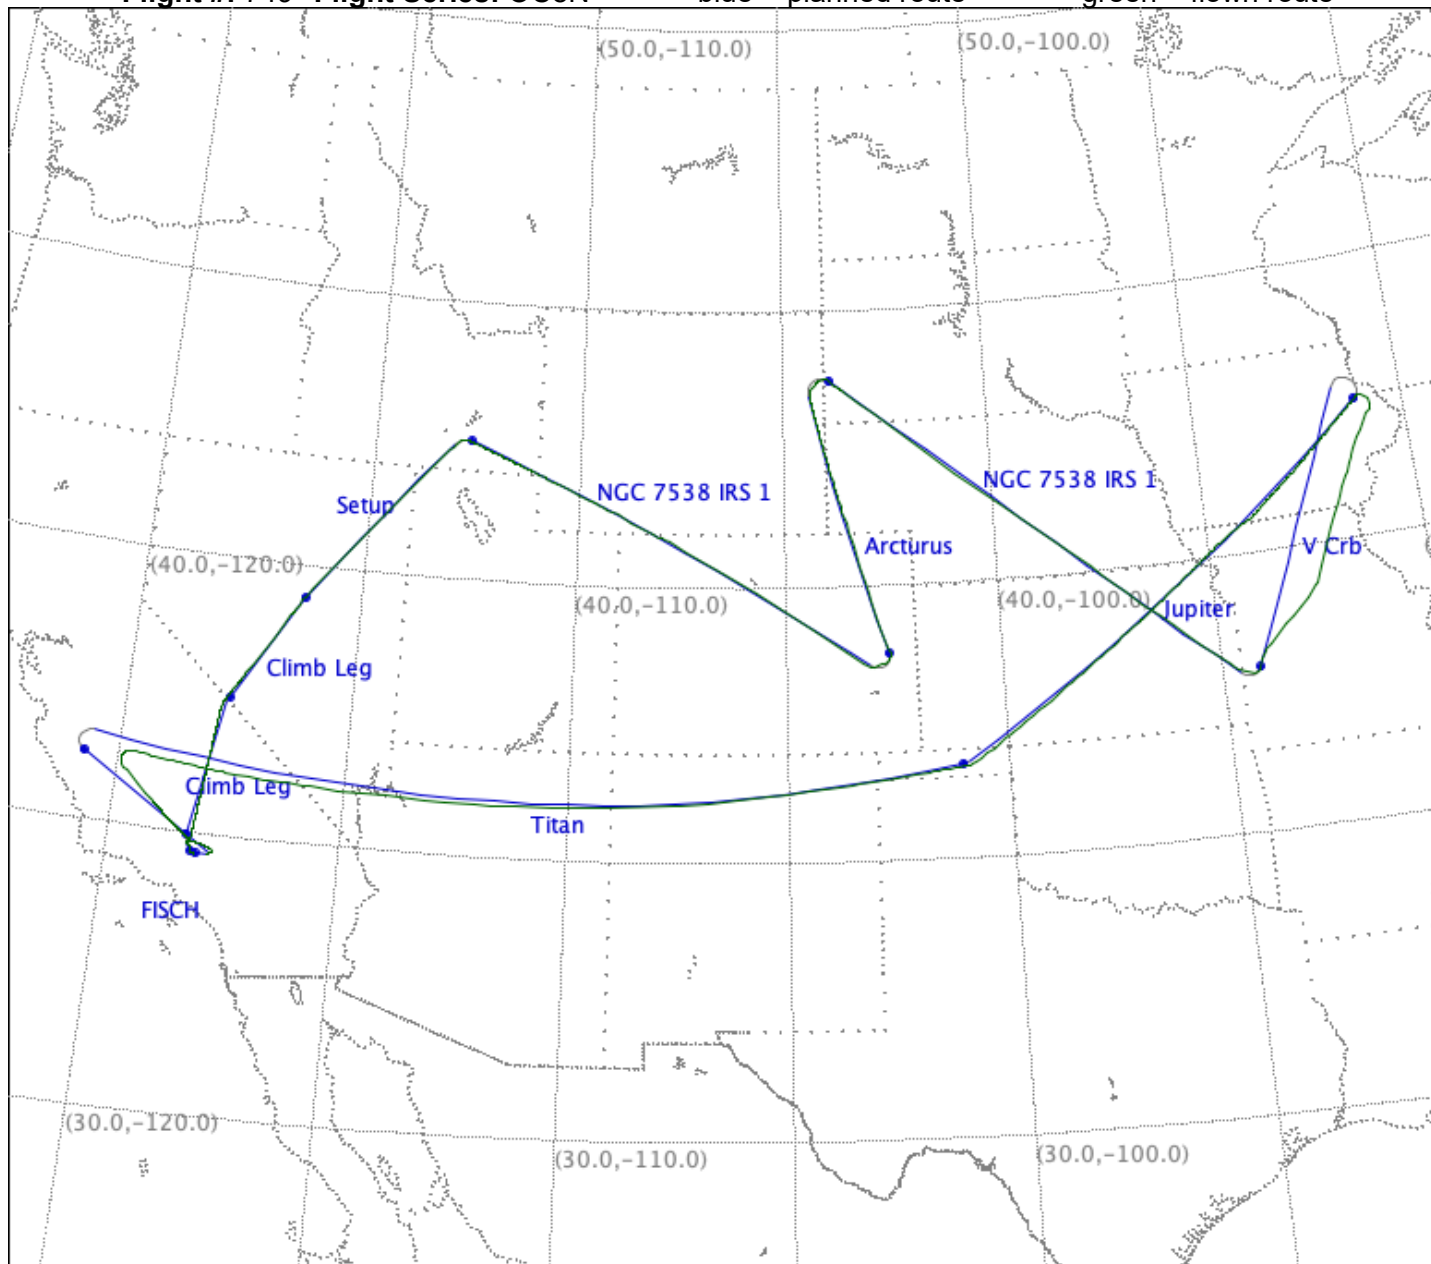 (50.0,-110.0)
(50.0,-100.0)
NGC 7538 IRS 1
NGC 7538 IRS 1
Setup
Arcturus
V Crb
(40.0,-120.0)
(40.0,-110.0)
(40.0,-100.0)
Jupiter
Climb Leg
Climb Leg
Titan
FISCH
(30.0,-120.0)
(30.0,-110.0)
(30.0,-100.0)